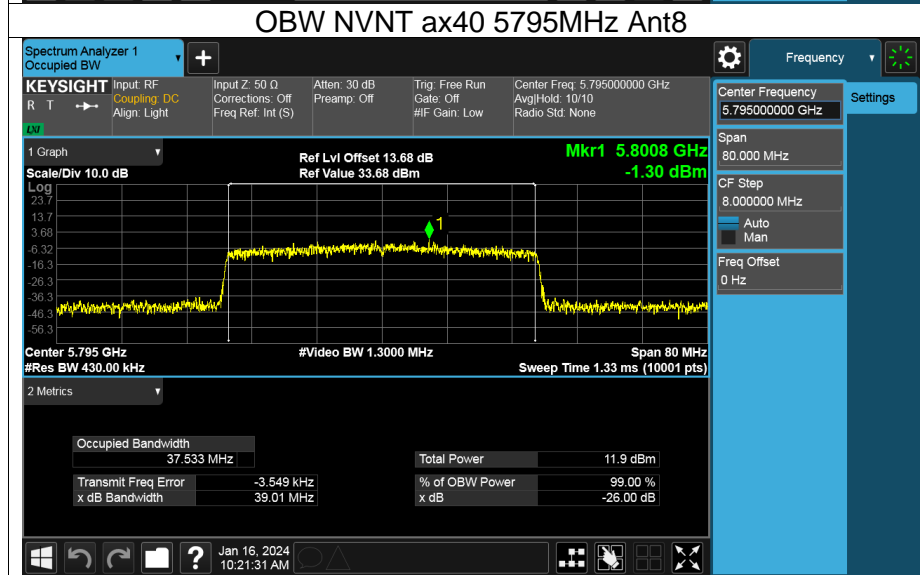 OBW NVNT ax40 5795MHz Ant8
Spectrum Analyzer 1
Occupied BW
+
Frequency
KEYSIGHT
R T
LXI
Input: RF
Coupling: DC
Align: Light
Input Z: 50 Ω
Corrections: Off
Freq Ref: Int (S)
Atten: 30 dB
Preamp: Off
Trig: Free Run
Gate: Off
#IF Gain: Low
Center Freq: 5.795000000 GHz
Avg|Hold: 10/10
Radio Std: None
Center Frequency
5.795000000 GHz
Settings
Span
80.000 MHz
CF Step
8.000000 MHz
Auto
Man
Freq Offset
0 Hz
1 Graph
Scale/Div 10.0 dB
Ref Lvl Offset 13.68 dB
Ref Value 33.68 dBm
Mkr1 5.8008 GHz
-1.30 dBm
Log
23.7
13.7
3.68
-6.32
-16.3
-26.3
-36.3
-46.3
-56.3
1
Center 5.795 GHz
#Video BW 1.3000 MHz
Span 80 MHz
#Res BW 430.00 kHz
Sweep Time 1.33 ms (10001 pts)
2 Metrics
Occupied Bandwidth
37.533 MHz
Total Power 11.9 dBm
Transmit Freq Error -3.549 kHz
% of OBW Power 99.00 %
x dB Bandwidth 39.01 MHz
x dB -26.00 dB
?
Jan 16, 2024
10:21:31 AM